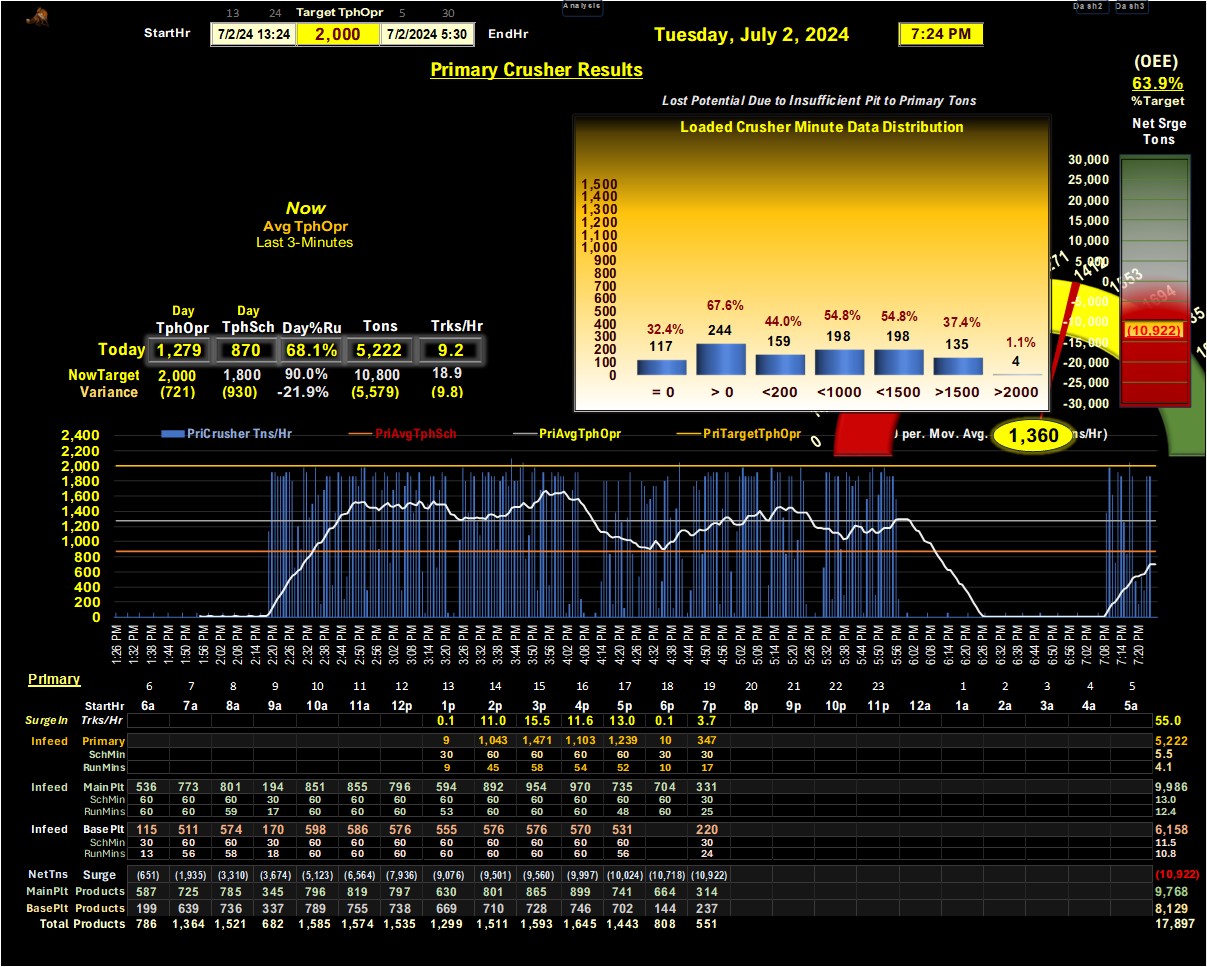 13 24 Target TphOpr 5 30
Analysis
Dash2 Dash3
StartHr 7/2/24 13:24 2,000 7/2/2024 5:30 EndHr
Tuesday, July 2, 2024
7:24 PM
Primary Crusher Results
(OEE)
63.9%
%Target
Net Srge
Tons
Lost Potential Due to Insufficient Pit to Primary Tons
Loaded Crusher Minute Data Distribution
1,500
1,400
1,300
1,200
1,100
1,000
900
800
700
600
500
400
300
200
100
0
32.4% 67.6% 44.0% 54.8% 54.8% 37.4% 1.1%
117 244 159 198 198 135 4
= 0 > 0 <200 <1000 <1500 >1500 >2000
30,000
25,000
20,000
15,000
10,000
5,000
0
-5,000
-10,000
-15,000
-20,000
-25,000
-30,000
(10,922)
1412
1553
1694
0
1,360
Now
Avg TphOpr
Last 3-Minutes
Day Day
TphOpr TphSch Day%Ru Tons Trks/Hr
Today 1,279 870 68.1% 5,222 9.2
NowTarget 2,000 1,800 90.0% 10,800 18.9
Variance (721) (930) -21.9% (5,579) (9.8)
PriCrusher Tns/Hr PriAvgTphSch PriAvgTphOpr PriTargetTphOpr per. Mov. Avg.
2,400
2,200
2,000
1,800
1,600
1,400
1,200
1,000
800
600
400
200
0
1:26 PM 1:32 PM 1:38 PM 1:44 PM 1:50 PM 1:56 PM 2:02 PM 2:08 PM 2:14 PM 2:20 PM 2:26 PM 2:32 PM 2:38 PM 2:44 PM 2:50 PM 2:56 PM 3:02 PM 3:08 PM 3:14 PM 3:20 PM 3:26 PM 3:32 PM 3:38 PM 3:44 PM 3:50 PM 3:56 PM 4:02 PM 4:08 PM 4:14 PM 4:20 PM 4:26 PM 4:32 PM 4:38 PM 4:44 PM 4:50 PM 4:56 PM 5:02 PM 5:08 PM 5:14 PM 5:20 PM 5:26 PM 5:32 PM 5:38 PM 5:44 PM 5:50 PM 5:56 PM 6:02 PM 6:08 PM 6:14 PM 6:20 PM 6:26 PM 6:32 PM 6:38 PM 6:44 PM 6:50 PM 6:56 PM 7:02 PM 7:08 PM 7:14 PM 7:20 PM
Primary
6 7 8 9 10 11 12 13 14 15 16 17 18 19 20 21 22 23 1 2 3 4 5
StartHr 6a 7a 8a 9a 10a 11a 12p 1p 2p 3p 4p 5p 6p 7p 8p 9p 10p 11p 12a 1a 2a 3a 4a 5a
SurgeIn Trks/Hr 0.1 11.0 15.5 11.6 13.0 0.1 3.7 55.0
Infeed Primary 9 1,043 1,471 1,103 1,239 10 347 5,222
SchMin 30 60 60 60 60 30 30 5.5
RunMins 9 45 58 54 52 10 17 4.1
Infeed MainPlt 536 773 801 194 851 855 796 594 892 954 970 735 704 331 9,986
SchMin 60 60 60 30 60 60 60 60 60 60 60 60 60 30 13.0
RunMins 60 60 59 17 60 60 60 53 60 60 60 48 60 25 12.4
Infeed BasePlt 115 511 574 170 598 586 576 555 576 576 570 531 220 6,158
SchMin 30 60 60 30 60 60 60 60 60 60 60 60 30 11.5
RunMins 13 56 58 18 60 60 60 60 60 60 60 56 24 10.8
NetTns Surge (651) (1,935) (3,310) (3,674) (5,123) (6,564) (7,936) (9,076) (9,501) (9,560) (9,997) (10,024) (10,718) (10,922) (10,922)
MainPlt Products 587 725 785 345 796 819 797 630 801 865 899 741 664 314 9,768
BasePlt Products 199 639 736 337 789 755 738 669 710 728 746 702 144 237 8,129
Total Products 786 1,364 1,521 682 1,585 1,574 1,535 1,299 1,511 1,593 1,645 1,443 808 551 17,897